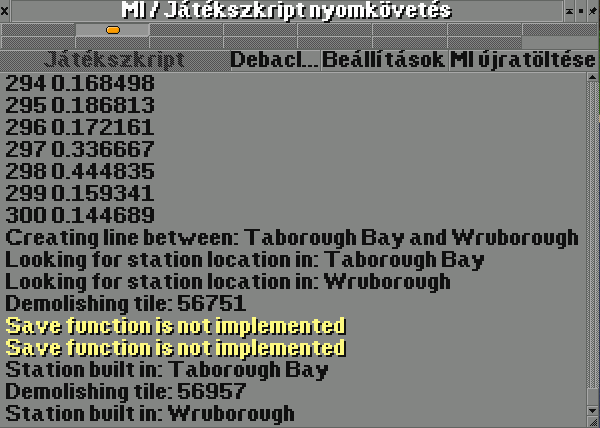 MI / Játékszkript nyomkövetés
Játékszkript Debacl... Beállítások MI újratöltése
294 0.168498
295 0.186813
296 0.172161
297 0.336667
298 0.444835
299 0.159341
300 0.144689
Creating line between: Taborough Bay and Wruborough
Looking for station location in: Taborough Bay
Looking for station location in: Wruborough
Demolishing tile: 56751
Save function is not implemented
Save function is not implemented
Station built in: Taborough Bay
Demolishing tile: 56957
Station built in: Wruborough